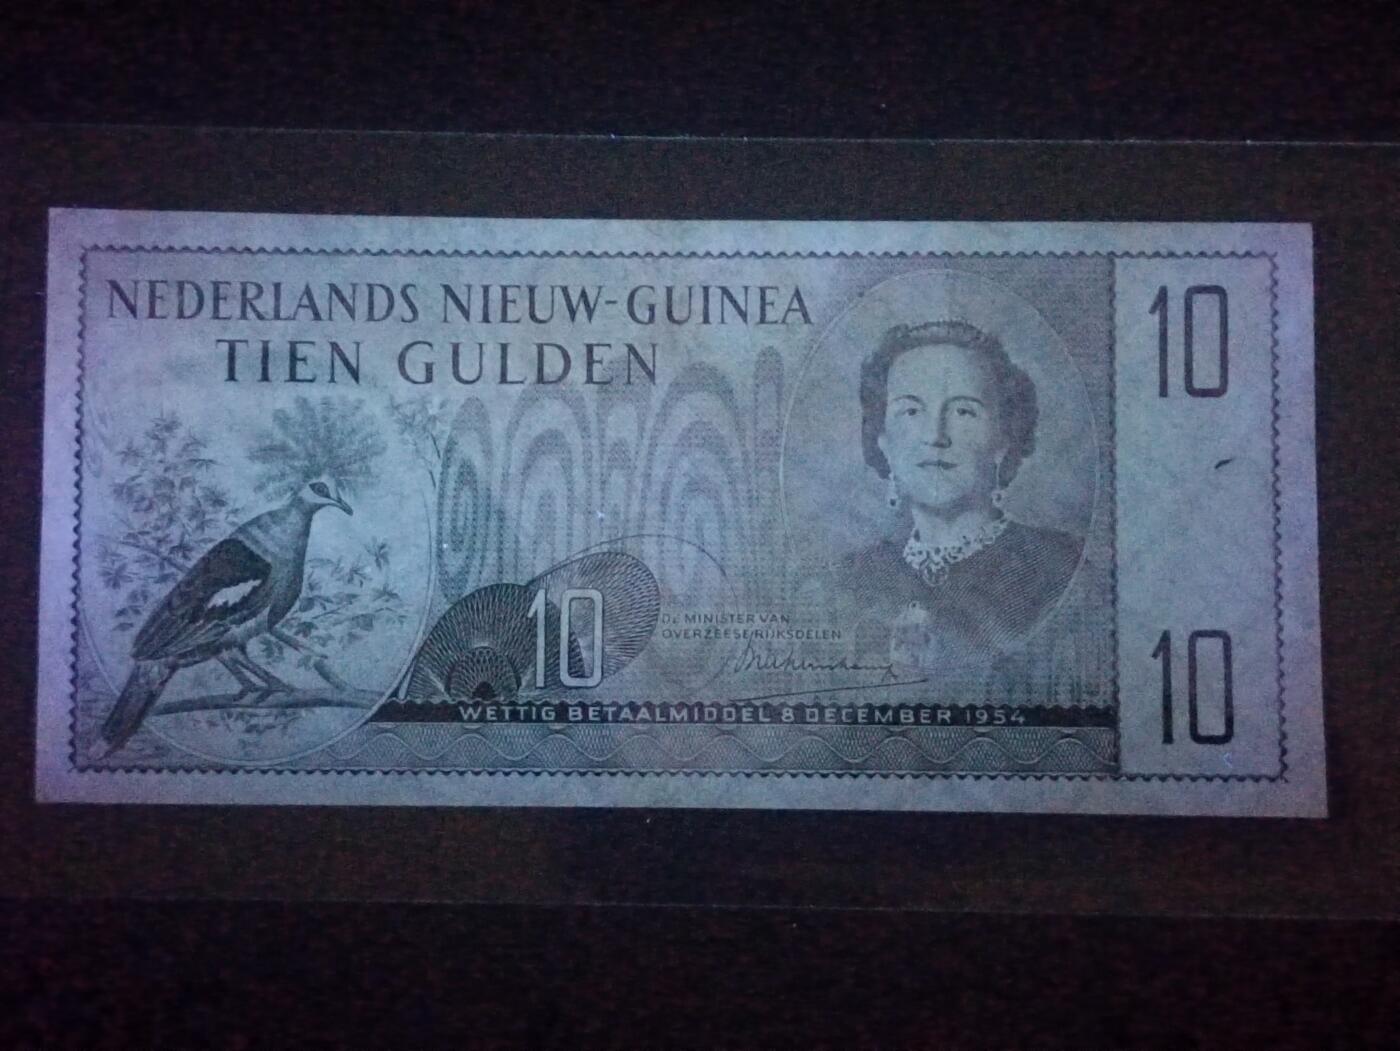 NEDERLANDS NIEUW-GUINEA
TIEN GULDEN
10
10
DE MINISTER VAN
OVERZEESE RIJKSDELEN
WETTIG BETAALMIDDEL 8 DECEMBER 1954
10